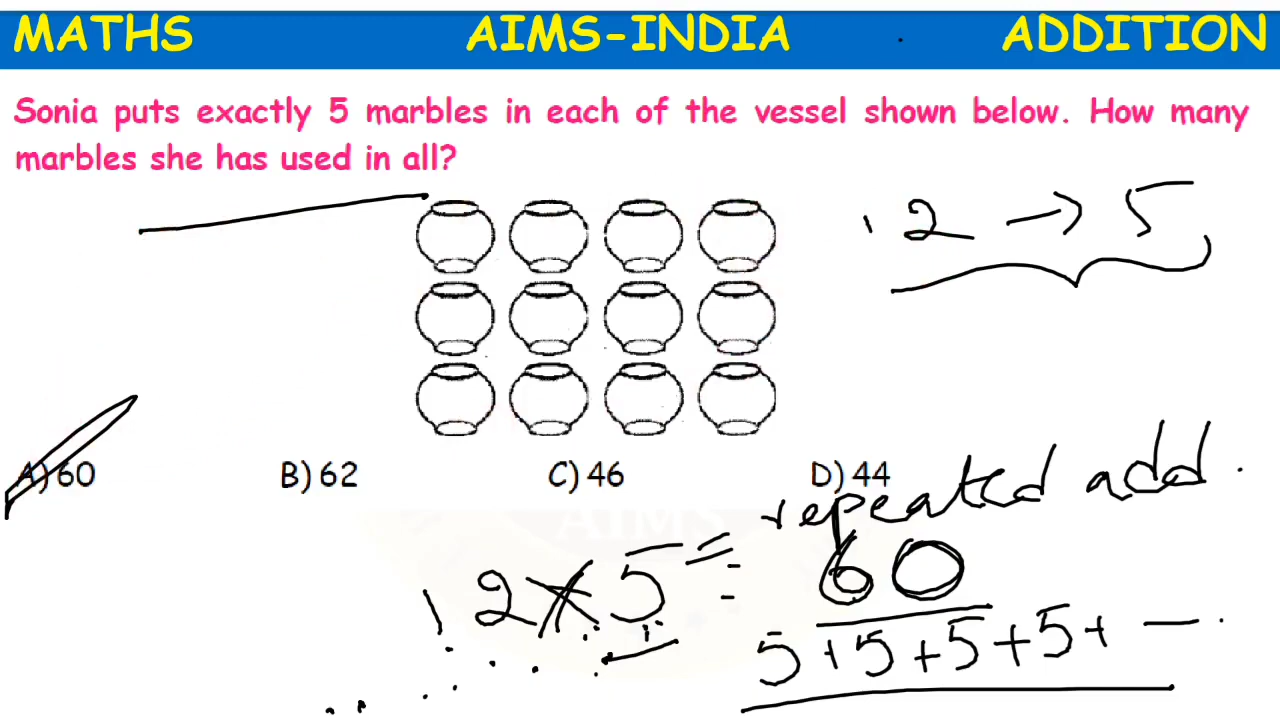 MATHS AIMS-INDIA ADDITION
Sonia puts exactly 5 marbles in each of the vessel shown below. How many
marbles she has used in all?
12 → 5
A) 60 B) 62 C) 46 D) 44
repeated add.
AIMS
12 × 5 = 60
5+5+5+5+ - .